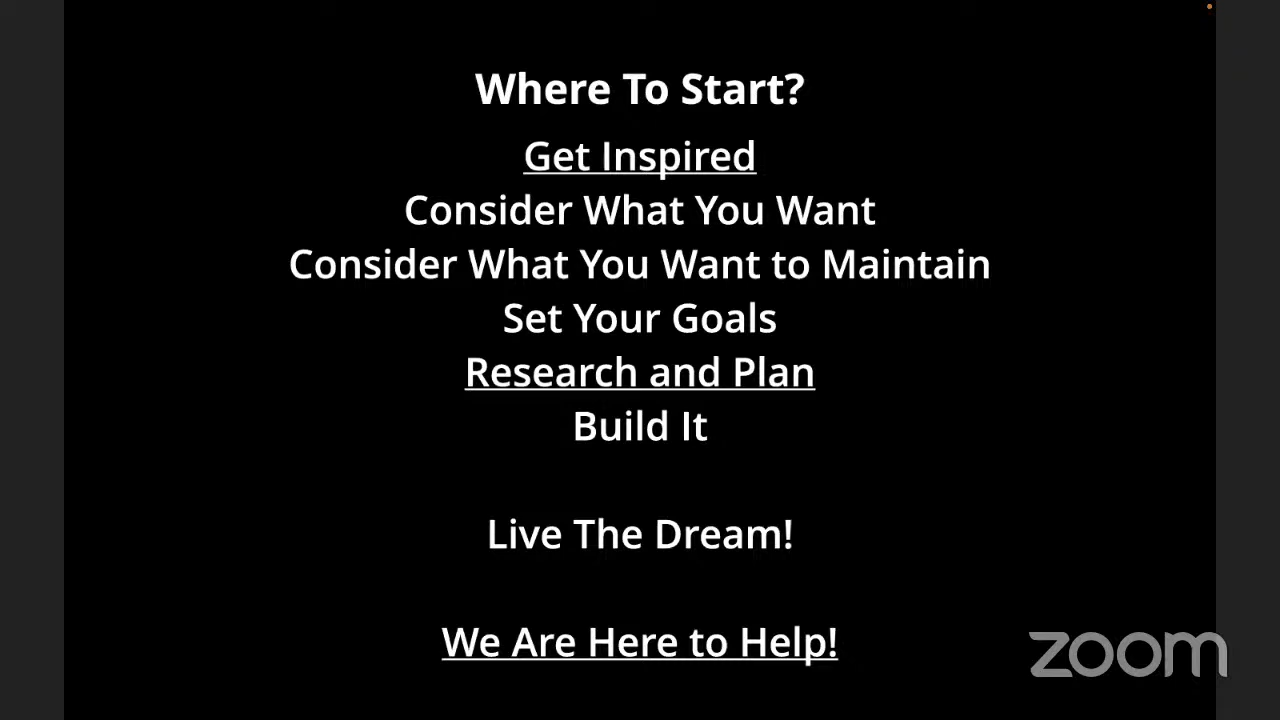 Where To Start?
Get Inspired
Consider What You Want
Consider What You Want to Maintain
Set Your Goals
Research and Plan
Build It
Live The Dream!
We Are Here to Help!
zoom